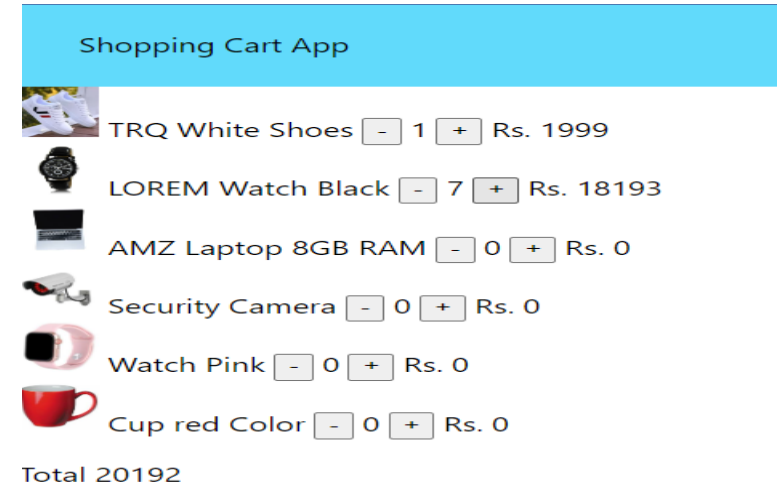 Shopping Cart App
TRQ White Shoes - 1 + Rs. 1999
LOREM Watch Black - 7 + Rs. 18193
AMZ Laptop 8GB RAM - 0 + Rs. 0
Security Camera - 0 + Rs. 0
Watch Pink - 0 + Rs. 0
Cup red Color - 0 + Rs. 0
Total 20192